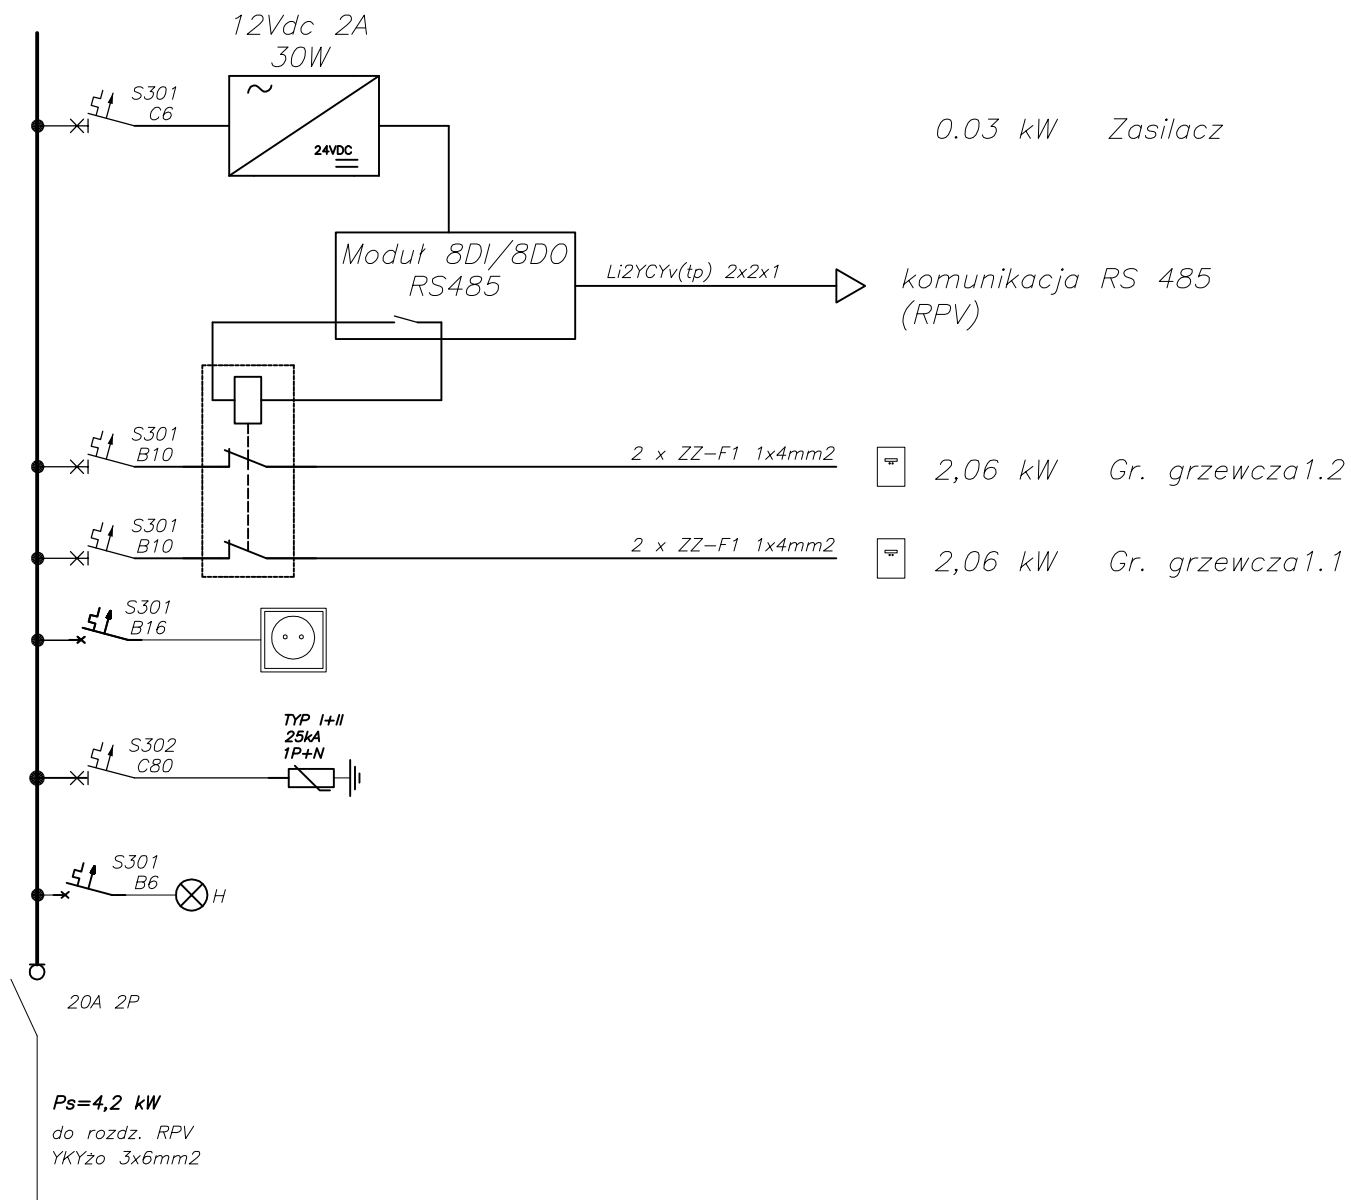 12Vdc 2A
30W
S301
C6
24VDC
0.03 kW Zasilacz
Moduł 8DI/8DO
RS485
Li2YCYv(tp) 2x2x1
komunikacja RS 485
(RPV)
S301
B10
2 x ZZ-F1 1x4mm2
2,06 kW Gr. grzewcza1.2
S301
B10
2 x ZZ-F1 1x4mm2
2,06 kW Gr. grzewcza1.1
S301
B16
TYP I+II
25kA
1P+N
S302
C80
S301
B6
H
20A 2P
Ps=4,2 kW
do rozdz. RPV
YKYżo 3x6mm2